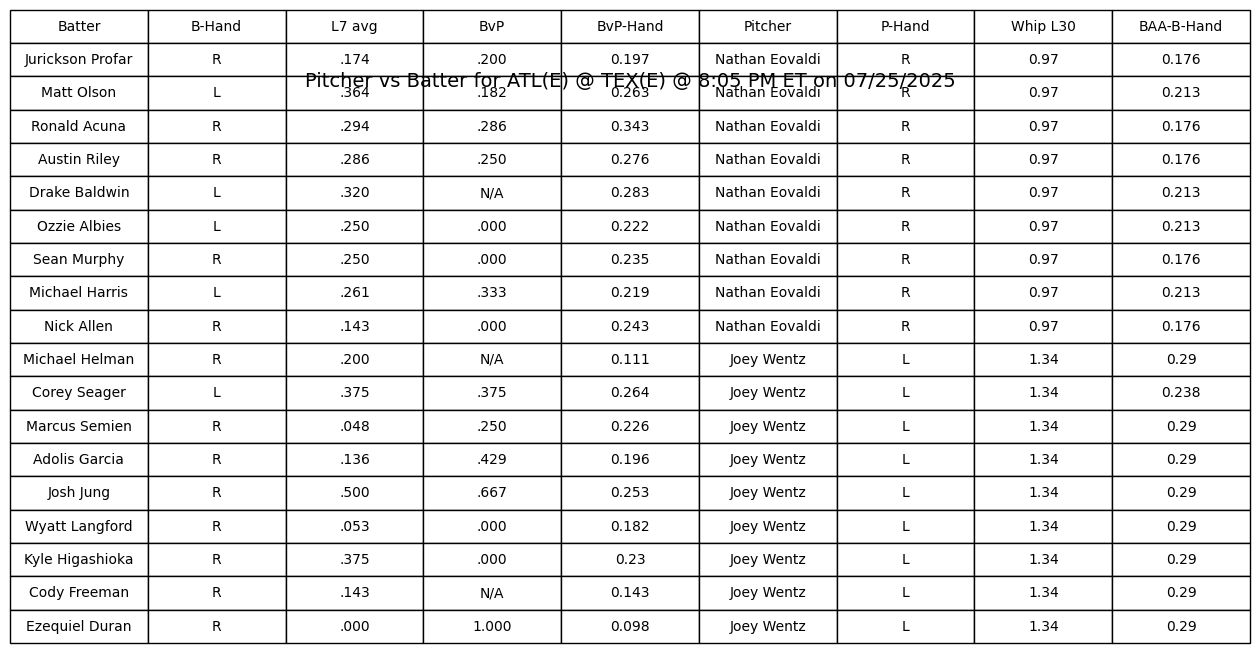 Batter B-Hand L7 avg BvP BvP-Hand Pitcher P-Hand Whip L30 BAA-B-Hand
Jurickson Profar R .174 .200 0.197 Nathan Eovaldi R 0.97 0.176
Pitcher vs Batter for ATL(E) @ TEX(E) @ 8:05 PM ET on 07/25/2025
Matt Olson L .364 .182 0.263 Nathan Eovaldi R 0.97 0.213
Ronald Acuna R .294 .286 0.343 Nathan Eovaldi R 0.97 0.176
Austin Riley R .286 .250 0.276 Nathan Eovaldi R 0.97 0.176
Drake Baldwin L .320 N/A 0.283 Nathan Eovaldi R 0.97 0.213
Ozzie Albies L .250 .000 0.222 Nathan Eovaldi R 0.97 0.213
Sean Murphy R .250 .000 0.235 Nathan Eovaldi R 0.97 0.176
Michael Harris L .261 .333 0.219 Nathan Eovaldi R 0.97 0.213
Nick Allen R .143 .000 0.243 Nathan Eovaldi R 0.97 0.176
Michael Helman R .200 N/A 0.111 Joey Wentz L 1.34 0.29
Corey Seager L .375 .375 0.264 Joey Wentz L 1.34 0.238
Marcus Semien R .048 .250 0.226 Joey Wentz L 1.34 0.29
Adolis Garcia R .136 .429 0.196 Joey Wentz L 1.34 0.29
Josh Jung R .500 .667 0.253 Joey Wentz L 1.34 0.29
Wyatt Langford R .053 .000 0.182 Joey Wentz L 1.34 0.29
Kyle Higashioka R .375 .000 0.23 Joey Wentz L 1.34 0.29
Cody Freeman R .143 N/A 0.143 Joey Wentz L 1.34 0.29
Ezequiel Duran R .000 1.000 0.098 Joey Wentz L 1.34 0.29